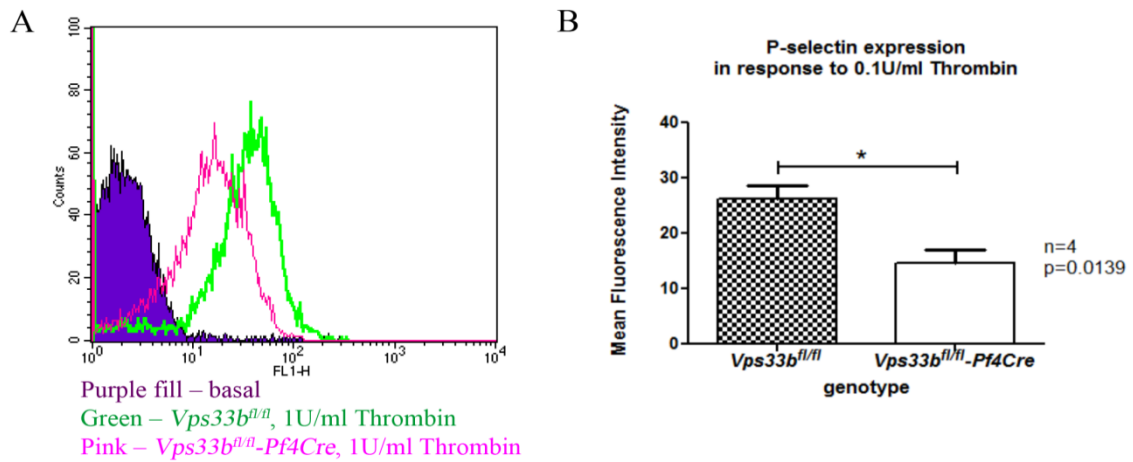 A
100
80
60
40
20
0
Counts
10^0 10^1 10^2 10^3 10^4
FL1-H
Purple fill – basal
Green – Vps33b^fl/fl, 1U/ml Thrombin
Pink – Vps33b^fl/fl-Pf4Cre, 1U/ml Thrombin
B
P-selectin expression
in response to 0.1U/ml Thrombin
Mean Fluorescence Intensity
40
30
20
10
0
*
n=4
p=0.0139
Vps33b^fl/fl Vps33b^fl/fl-Pf4Cre
genotype